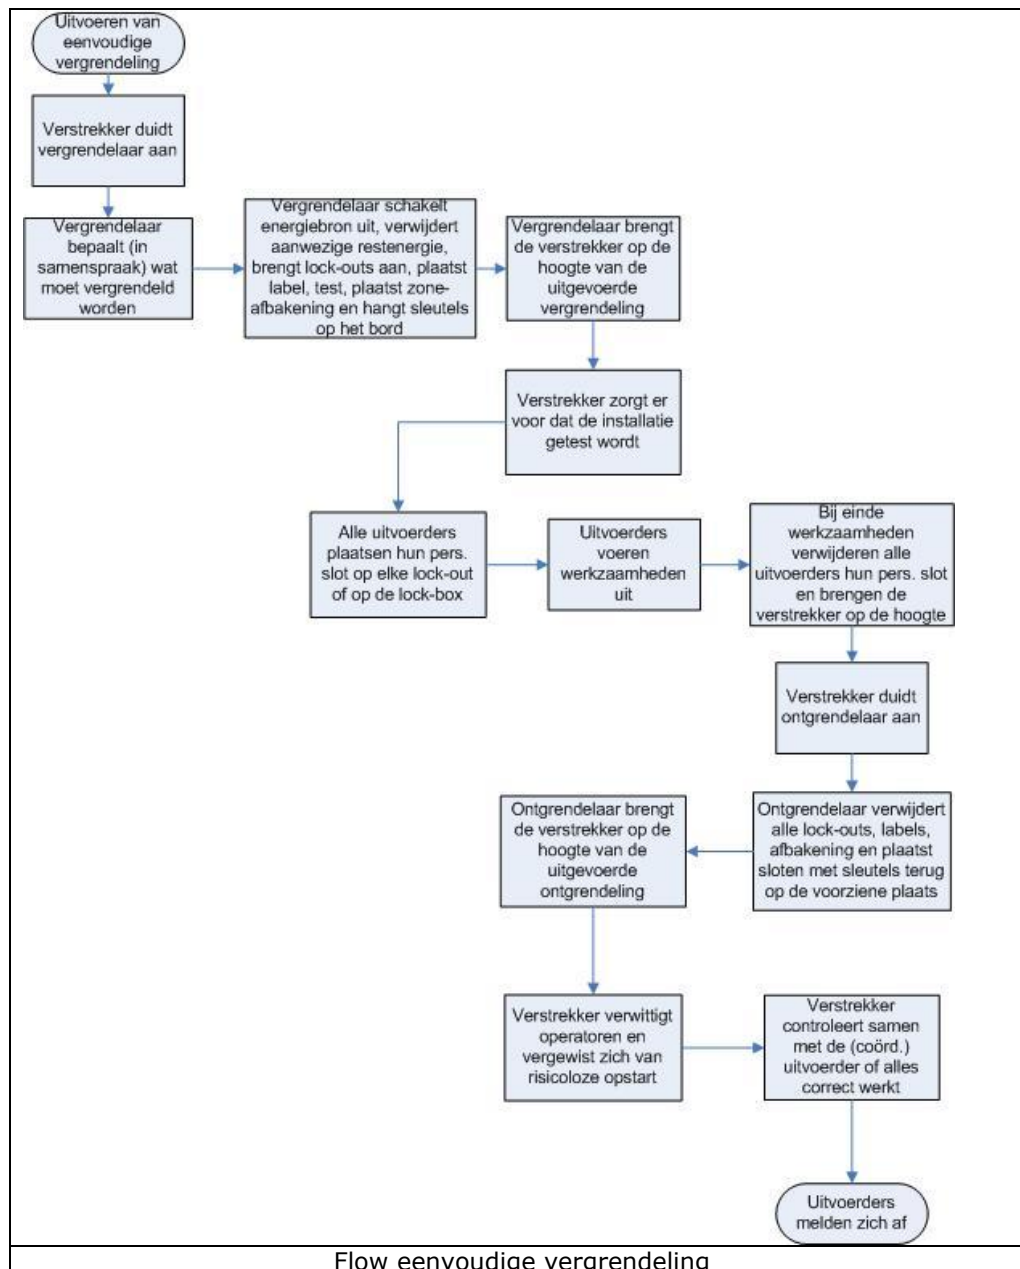 Uitvoeren van
eenvoudige
vergrendeling
Verstrekker duidt
vergrendelaar aan
Vergrendelaar
bepaalt (in
samenspraak) wat
moet vergrendeld
worden
Vergrendelaar schakelt
energiebron uit, verwijdert
aanwezige restenergie,
brengt lock-outs aan, plaatst
label, test, plaatst zone-
afbakening en hangt sleutels
op het bord
Vergrendelaar brengt
de verstrekker op de
hoogte van de
uitgevoerde
vergrendeling
Verstrekker zorgt er
voor dat de installatie
getest wordt
Alle uitvoerders
plaatsen hun pers.
slot op elke lock-out
of op de lock-box
Uitvoerders
voeren
werkzaamheden
uit
Bij einde
werkzaamheden
verwijderen alle
uitvoerders hun pers. slot
en brengen de
verstrekker op de hoogte
Verstrekker duidt
ontgrendelaar aan
Ontgrendelaar verwijdert
alle lock-outs, labels,
afbakening en plaatst
sloten met sleutels terug
op de voorziene plaats
Ontgrendelaar brengt
de verstrekker op de
hoogte van de
uitgevoerde
ontgrendeling
Verstrekker verwittigt
operatoren en
vergewist zich van
risicoloze opstart
Verstrekker
controleert samen
met de (coörd.)
uitvoerder of alles
correct werkt
Uitvoerders
melden zich af
Flow eenvoudige vergrendeling